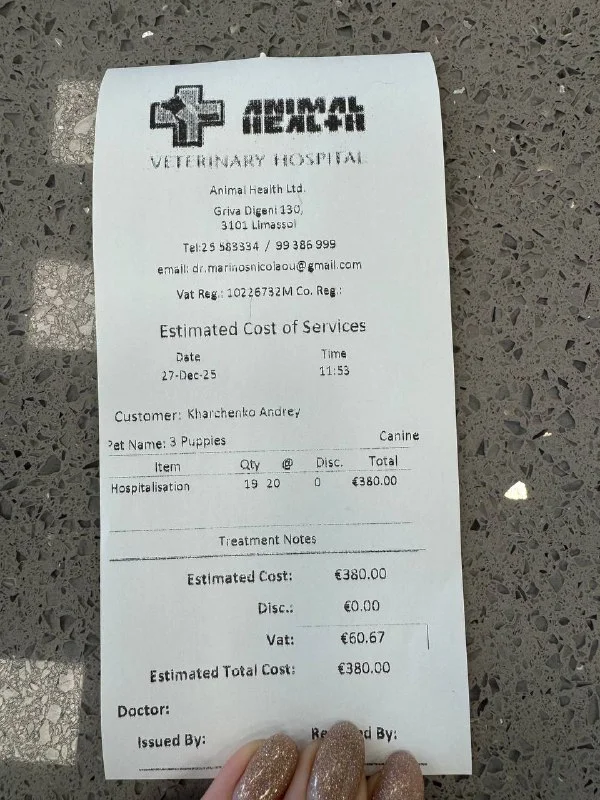 ANIMAL
HEALTH
VETERINARY HOSPITAL
Animal Health Ltd.
Griva Digeni 130,
3101 Limassol
Tel:25 583334 / 99 386 999
email: dr.marinosnicolaou@gmail.com
Vat Reg.: 10226732M Co. Reg.:
Estimated Cost of Services
Date Time
27-Dec-25 11:53
Customer: Kharchenko Andrey
Pet Name: 3 Puppies Canine
Item Qty @ Disc. Total
Hospitalisation 19 20 0 €380.00
Treatment Notes
Estimated Cost: €380.00
Disc.: €0.00
Vat: €60.67
Estimated Total Cost: €380.00
Doctor:
Issued By: By: